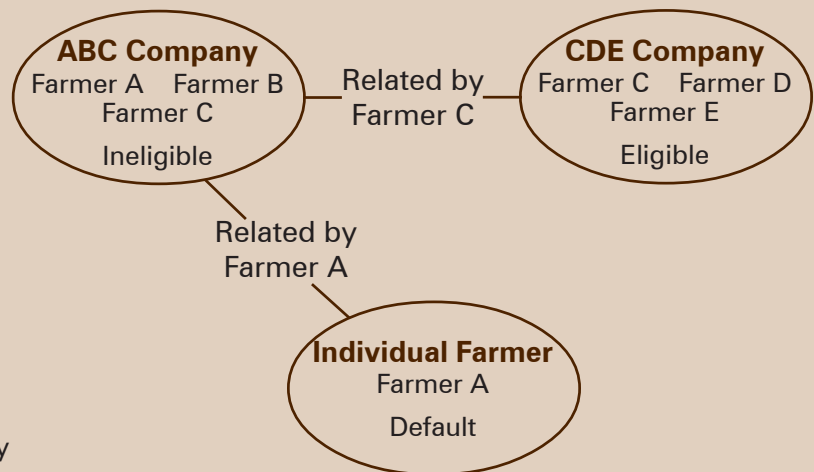 ABC Company
Farmer A Farmer B
Farmer C
Ineligible
Related by
Farmer C
CDE Company
Farmer C Farmer D
Farmer E
Eligible
Related by
Farmer A
Individual Farmer
Farmer A
Default